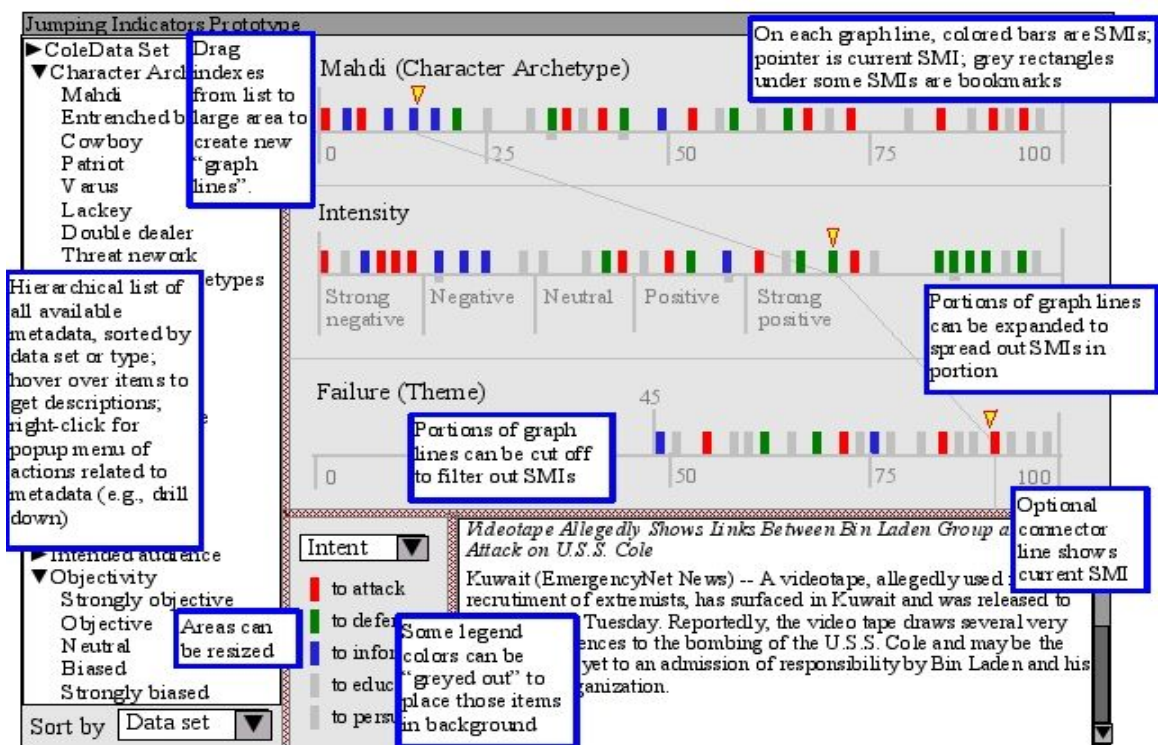 Jumping Indicators Prototype
▶ColeData Set
▼Character Arch
Mahdi
Entrenched b
Cowboy
Patriot
Varus
Lackey
Double dealer
Threat nework
etypes
Drag
indexes
from list to
large area to
create new
“graph
lines”.
Hierarchical list of
all available
metadata, sorted by
data set or type;
hover over items to
get descriptions;
right-click for
popup menu of
actions related to
metadata (e.g., drill
down)
▶Intended audience
▼Objectivity
Strongly objective
Objective
Neutral
Biased
Strongly biased
Areas can
be resized
Sort by Data set
On each graph line, colored bars are SMIs;
pointer is current SMI; grey rectangles
under some SMIs are bookmarks
Mahdi (Character Archetype)
0 25 50 75 100
Intensity
Strong negative
Negative
Neutral
Positive
Strong positive
Portions of graph lines
can be expanded to
spread out SMIs in
portion
Failure (Theme)
45
0 50 75 100
Portions of graph
lines can be cut off
to filter out SMIs
Optional
connector
line shows
current SMI
Intent
to attack
to defen
to infor
to educ
to persu
Some legend
colors can be
“greyed out” to
place those items
in background
Videotape Allegedly Shows Links Between Bin Laden Group a
Attack on U.S.S. Cole
Kuwait (EmergencyNet News) -- A videotape, allegedly used
recrutiment of extremists, has surfaced in Kuwait and was released to
Tuesday. Reportedly, the video tape draws several very
ences to the bombing of the U.S.S. Cole and maybe the
yet to an admission of responsibility by Bin Laden and his
ganization.